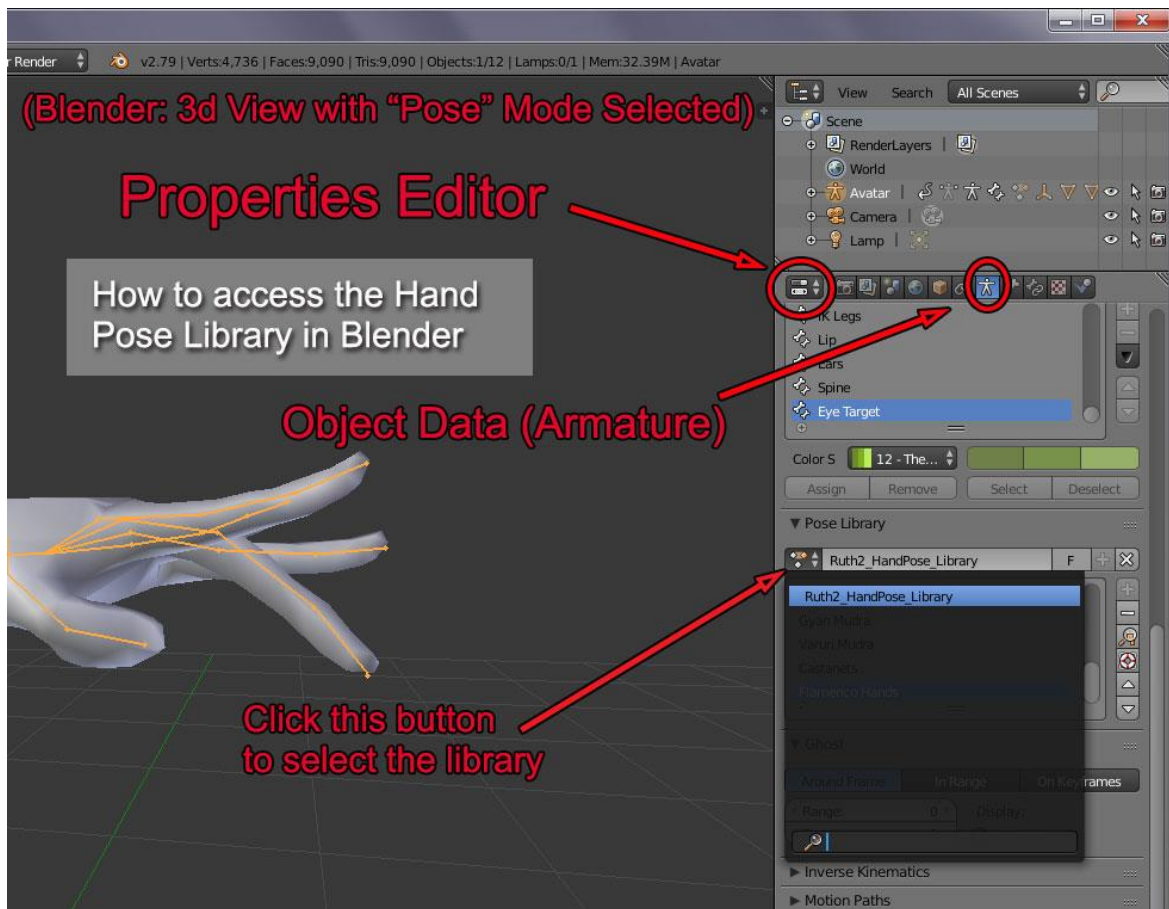 r Render
v2.79 | Verts:4,736 | Faces:9,090 | Tris:9,090 | Objects:1/12 | Lamps:0/1 | Mem:32.39M | Avatar
(Blender: 3d View with “Pose” Mode Selected)
Properties Editor
How to access the Hand
Pose Library in Blender
Object Data (Armature)
Click this button
to select the library
View Search All Scenes
Scene
RenderLayers |
World
Avatar |
Camera |
Lamp |
IK Legs
Lip
Ears
Spine
Eye Target
Color S 12 - The...
Assign Remove Select Deselect
Pose Library
Ruth2_HandPose_Library F
Ruth2_HandPose_Library
Gyan Mudra
Varun Mudra
Castanets
Flamenco Hands
Ghost
Around Frame In Range On Keyframes
Range: 0 Display:
Inverse Kinematics
Motion Paths